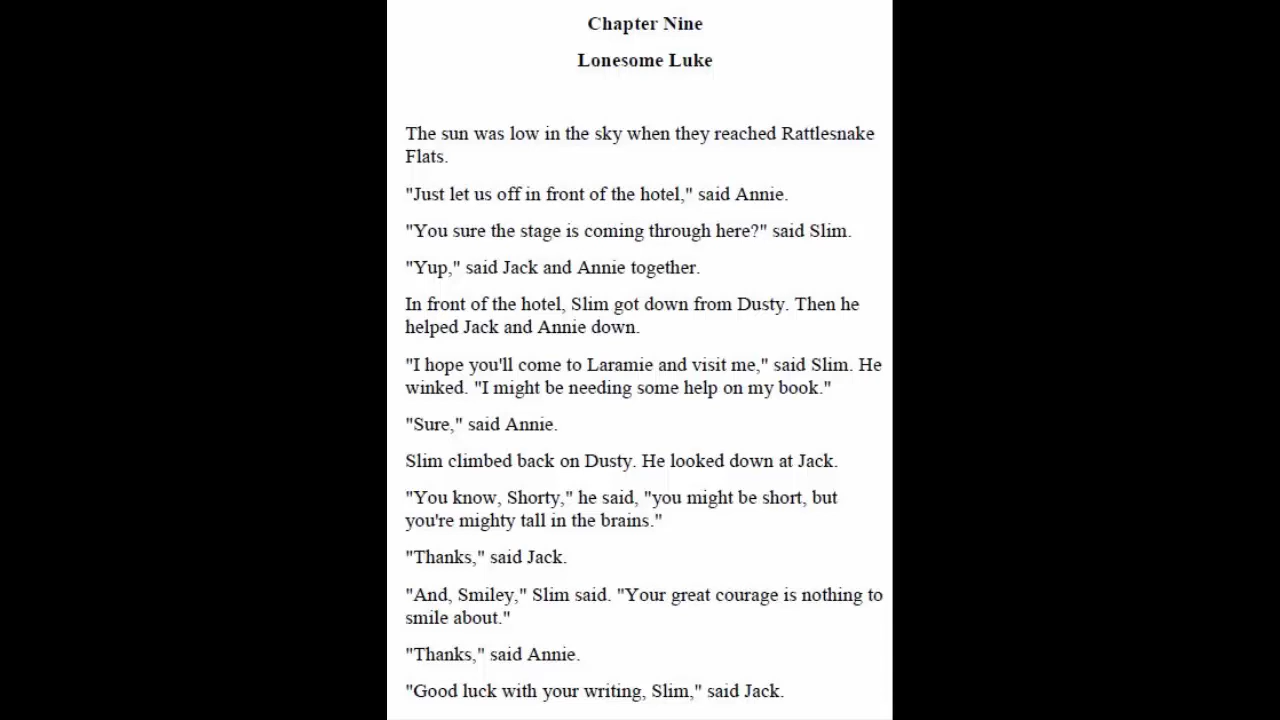 Chapter Nine
Lonesome Luke
The sun was low in the sky when they reached Rattlesnake
Flats.
"Just let us off in front of the hotel," said Annie.
"You sure the stage is coming through here?" said Slim.
"Yup," said Jack and Annie together.
In front of the hotel, Slim got down from Dusty. Then he
helped Jack and Annie down.
"I hope you'll come to Laramie and visit me," said Slim. He
winked. "I might be needing some help on my book."
"Sure," said Annie.
Slim climbed back on Dusty. He looked down at Jack.
"You know, Shorty," he said, "you might be short, but
you're mighty tall in the brains."
"Thanks," said Jack.
"And, Smiley," Slim said. "Your great courage is nothing to
smile about."
"Thanks," said Annie.
"Good luck with your writing, Slim," said Jack.